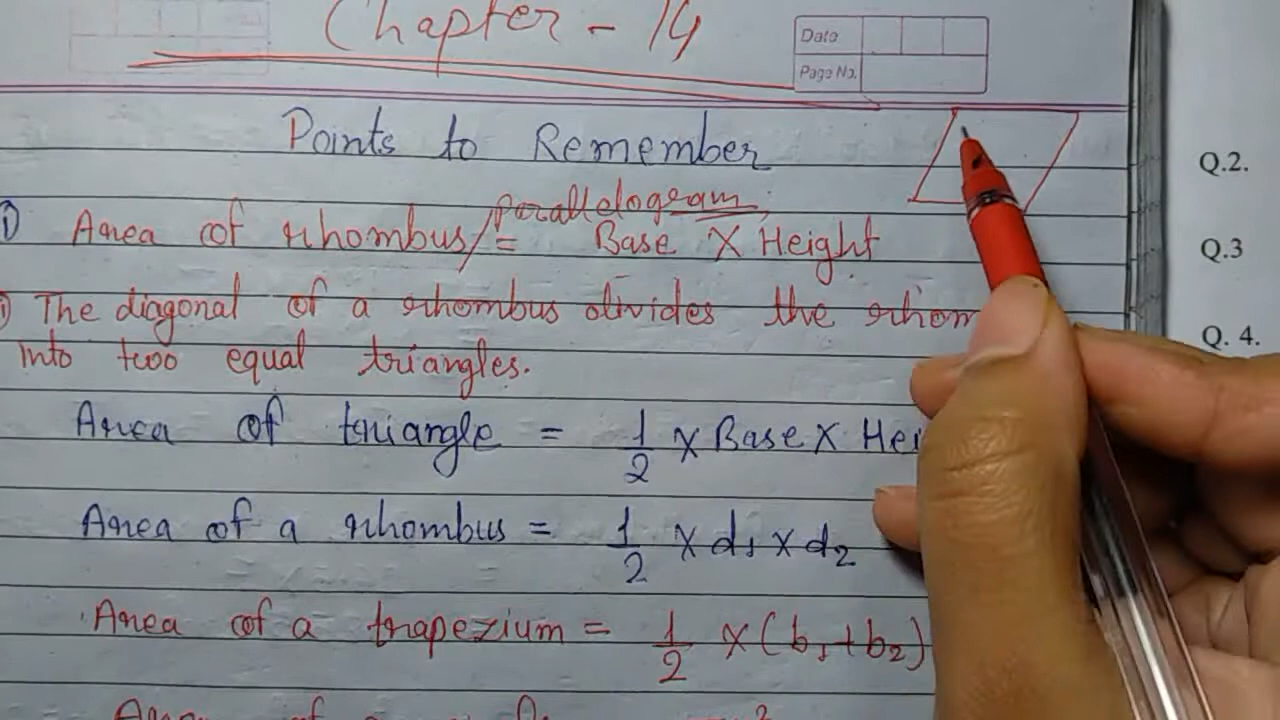 Chapter - 14
Date
Page No.
Points to Remember
parallelogram,
Area of rhombus/= Base X Height
The diagonal of a rhombus divides the rhom
into two equal triangles.
Area of triangle = 1/2 X Base X Hei
Area of a rhombus = 1/2 X d1 X d2
Area of a trapezium = 1/2 X (b1+b2)
Q.2.
Q.3
Q. 4.